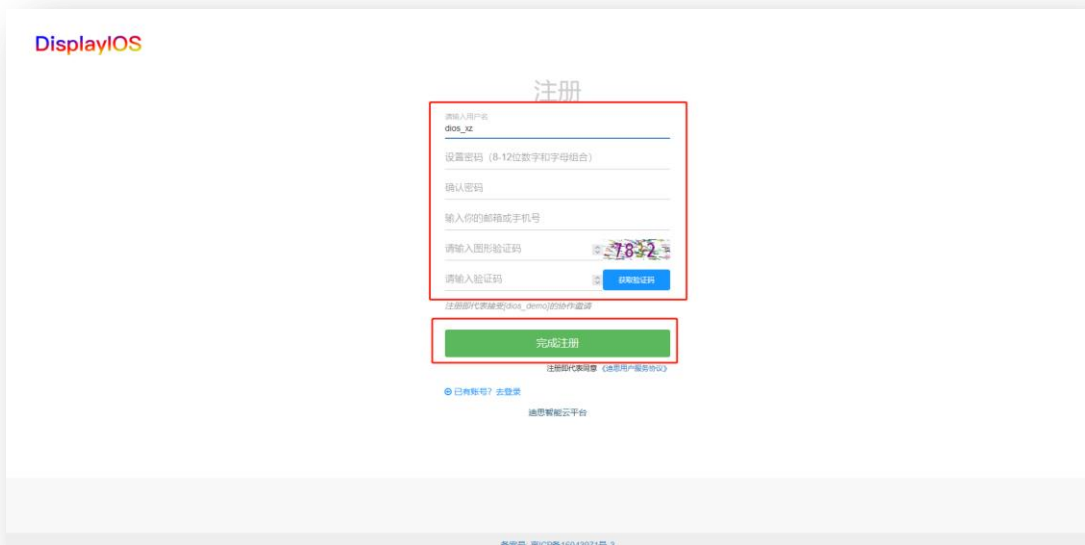 DisplayIOS
注册
请输入用户名
dios_xz
设置密码（8-12位数字和字母组合）
确认密码
输入你的邮箱或手机号
请输入图形验证码
7832
请输入验证码
获取验证码
注册即代表接受[dios_demo]的协作邀请
完成注册
注册即代表同意《迪思用户服务协议》
已有账号？去登录
迪思智能云平台